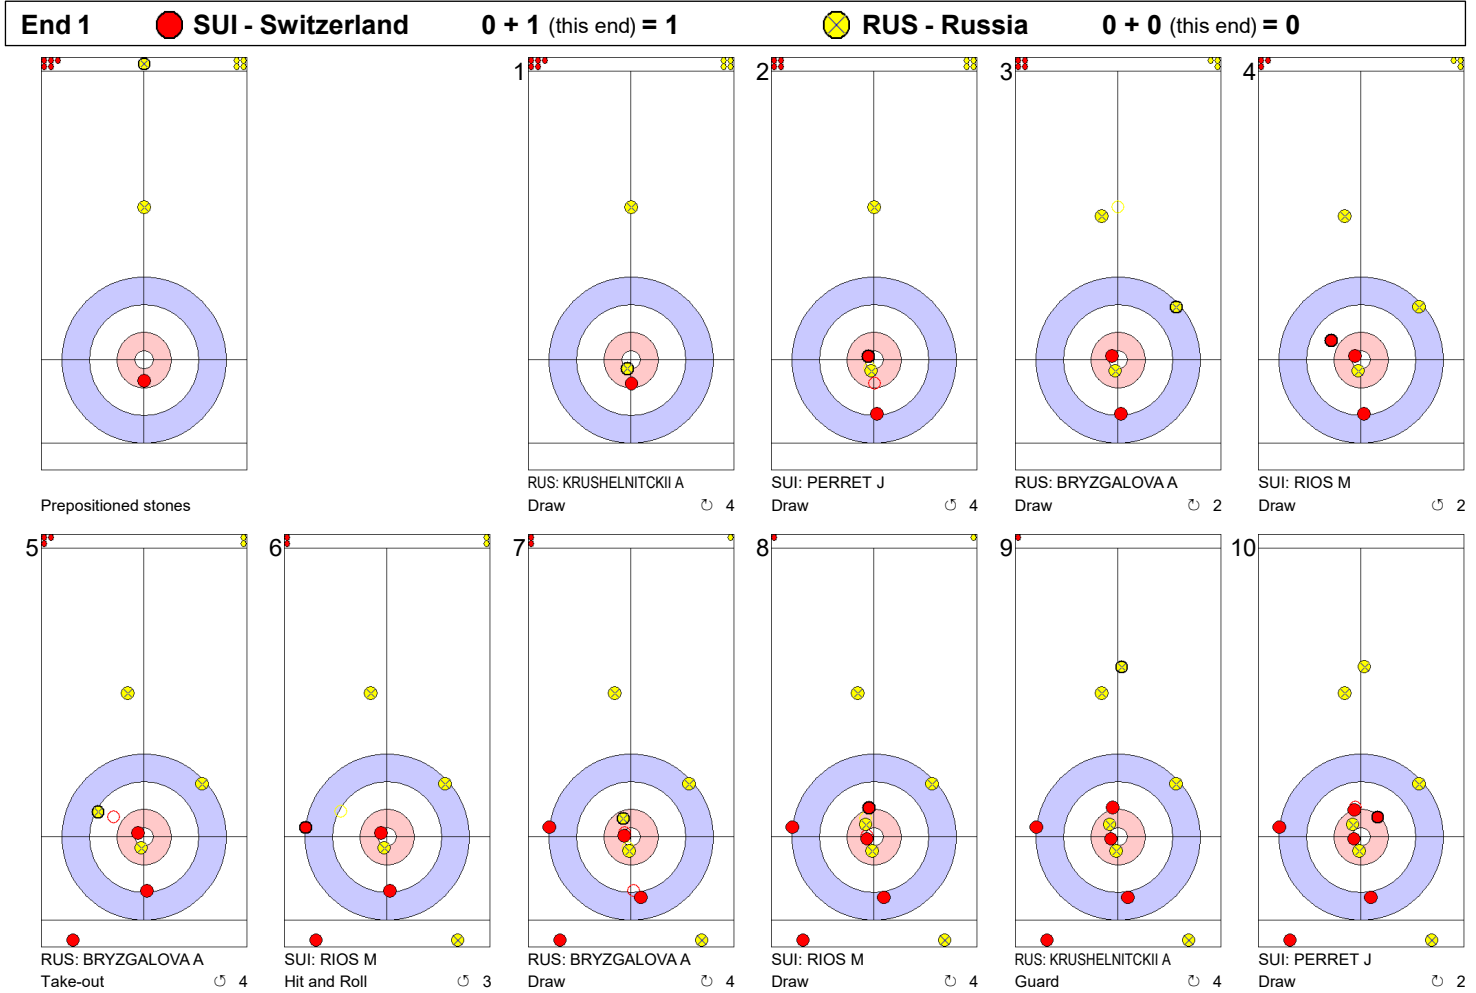 End 1 SUI - Switzerland 0 + 1 (this end) = 1 RUS - Russia 0 + 0 (this end) = 0
1 2 3 4
RUS: KRUSHELNITCKII A SUI: PERRET J RUS: BRYZGALOVA A SUI: RIOS M
Prepositioned stones Draw ↻ 4 Draw ↺ 4 Draw ↻ 2 Draw ↺ 2
5 6 7 8 9 10
RUS: BRYZGALOVA A SUI: RIOS M RUS: BRYZGALOVA A SUI: RIOS M RUS: KRUSHELNITCKII A SUI: PERRET J
Take-out ↺ 4 Hit and Roll ↺ 3 Draw ↻ 4 Draw ↻ 4 Guard ↺ 4 Draw ↻ 2